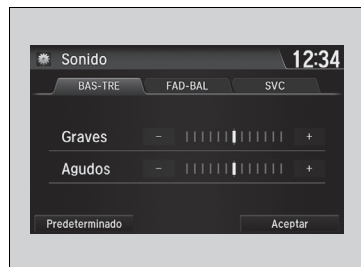 Sonido 12:34
BAS-TRE FAD-BAL SVC
Graves - +
Agudos - +
Predeterminado Aceptar